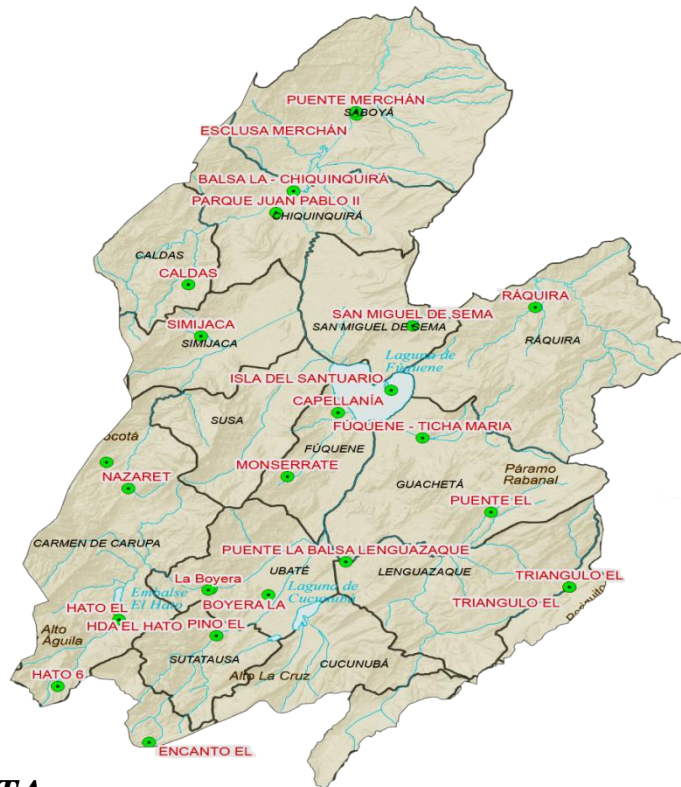 PUENTE MERCHÁN
SABOYÁ
ESCLUSA MERCHÁN
BALSA LA - CHIQUINQUIRÁ
PARQUE JUAN PABLO II
CHIQUINQUIRÁ
CALDAS
CALDAS
RÁQUIRA
SAN MIGUEL DE SEMA
SIMIJACA
SAN MIGUEL DE SEMA
RÁQUIRA
SIMIJACA
Laguna de
Fúquene
ISLA DEL SANTUARIO
CAPELLANÍA
SUSA
FÚQUENE - TICHA MARIA
FÚQUENE
MONSERRATE
Páramo
Rabanal
NAZARET
GUACHETÁ
PUENTE EL
CARMEN DE CARUPA
PUENTE LA BALSA LENGUAZAQUE
UBATÉ
LENGUAZAQUE
La Boyera
TRIANGULO EL
Embalse
El Hato
Laguna de
Cucunubá
BOYERA LA
TRIANGULO EL
HATO EL
HDA EL HATO
PINO EL
Alto
Águila
SUTATAUSA
CUCUNUBÁ
HATO 6
Alto La Cruz
ENCANTO EL